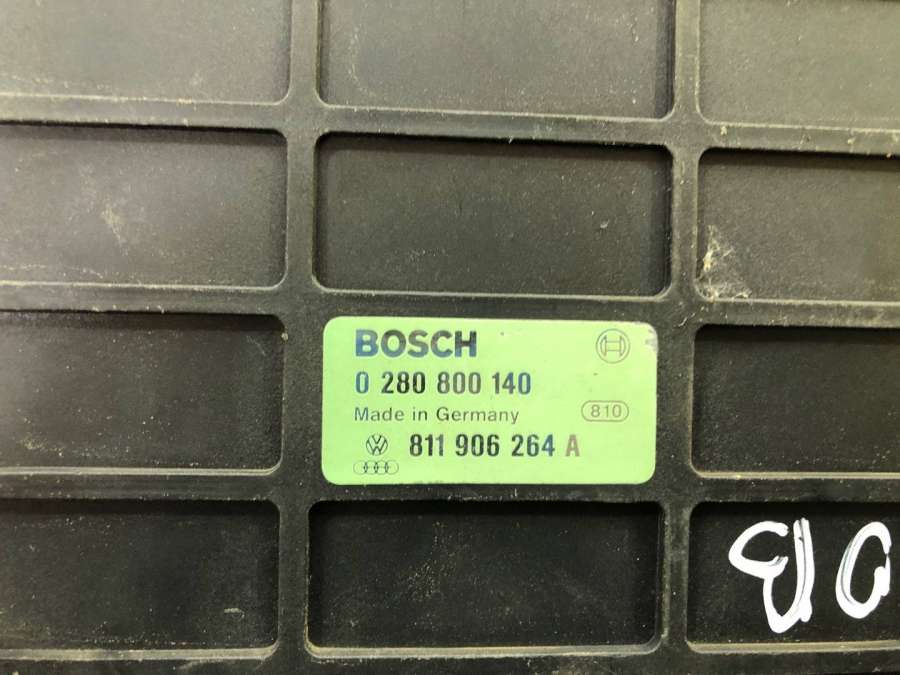 BOSCH
0 280 800 140
Made in Germany 810
811 906 264 A